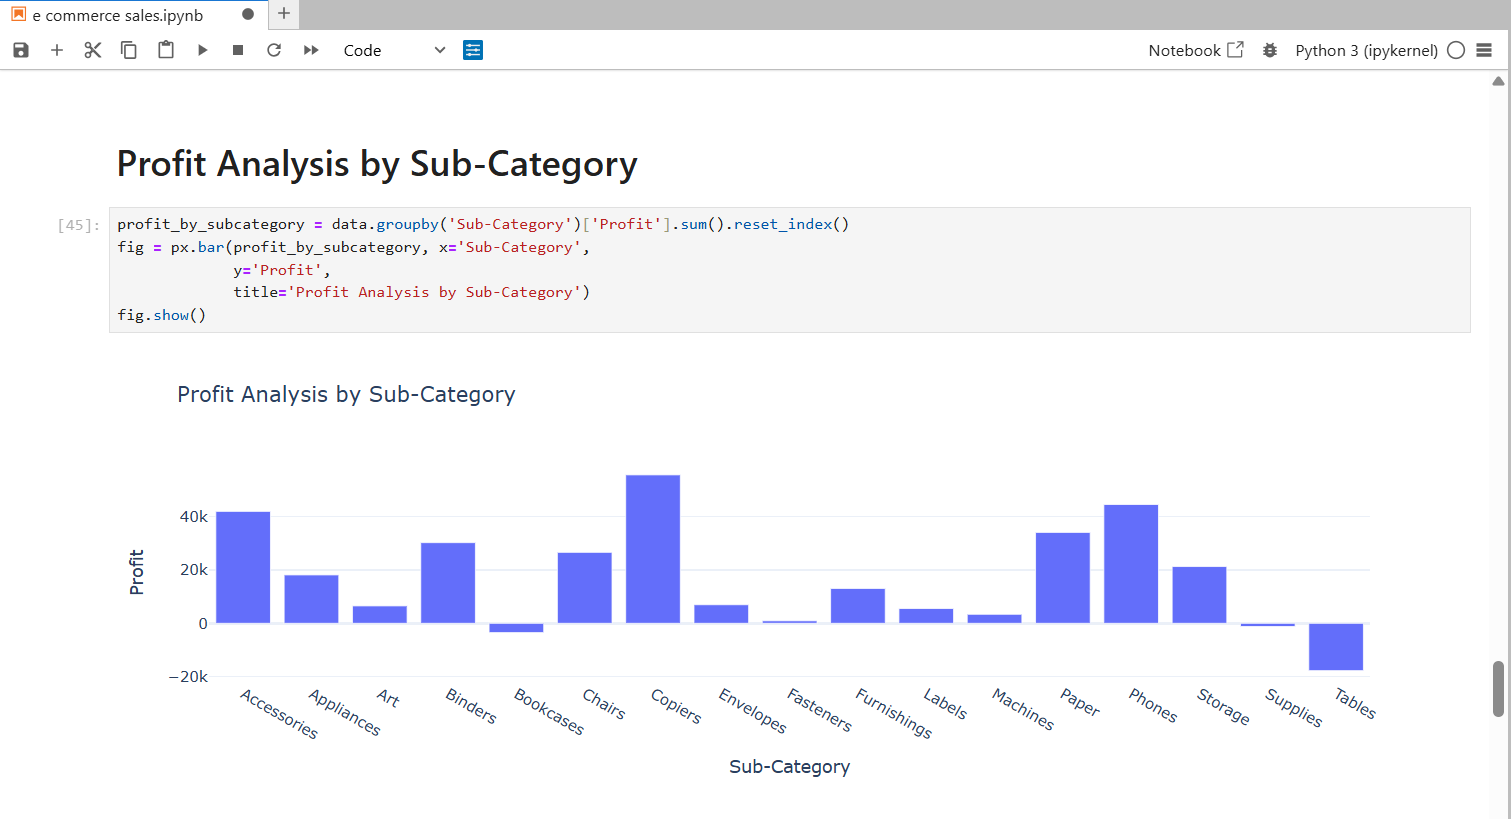 e commerce sales.ipynb
Code
Notebook
Python 3 (ipykernel)
Profit Analysis by Sub-Category
[45]:
profit_by_subcategory = data.groupby('Sub-Category')['Profit'].sum().reset_index()
fig = px.bar(profit_by_subcategory, x='Sub-Category',
             y='Profit',
             title='Profit Analysis by Sub-Category')
fig.show()
Profit Analysis by Sub-Category
Profit
40k
20k
0
−20k
Accessories
Appliances
Art
Binders
Bookcases
Chairs
Copiers
Envelopes
Fasteners
Furnishings
Labels
Machines
Paper
Phones
Storage
Supplies
Tables
Sub-Category